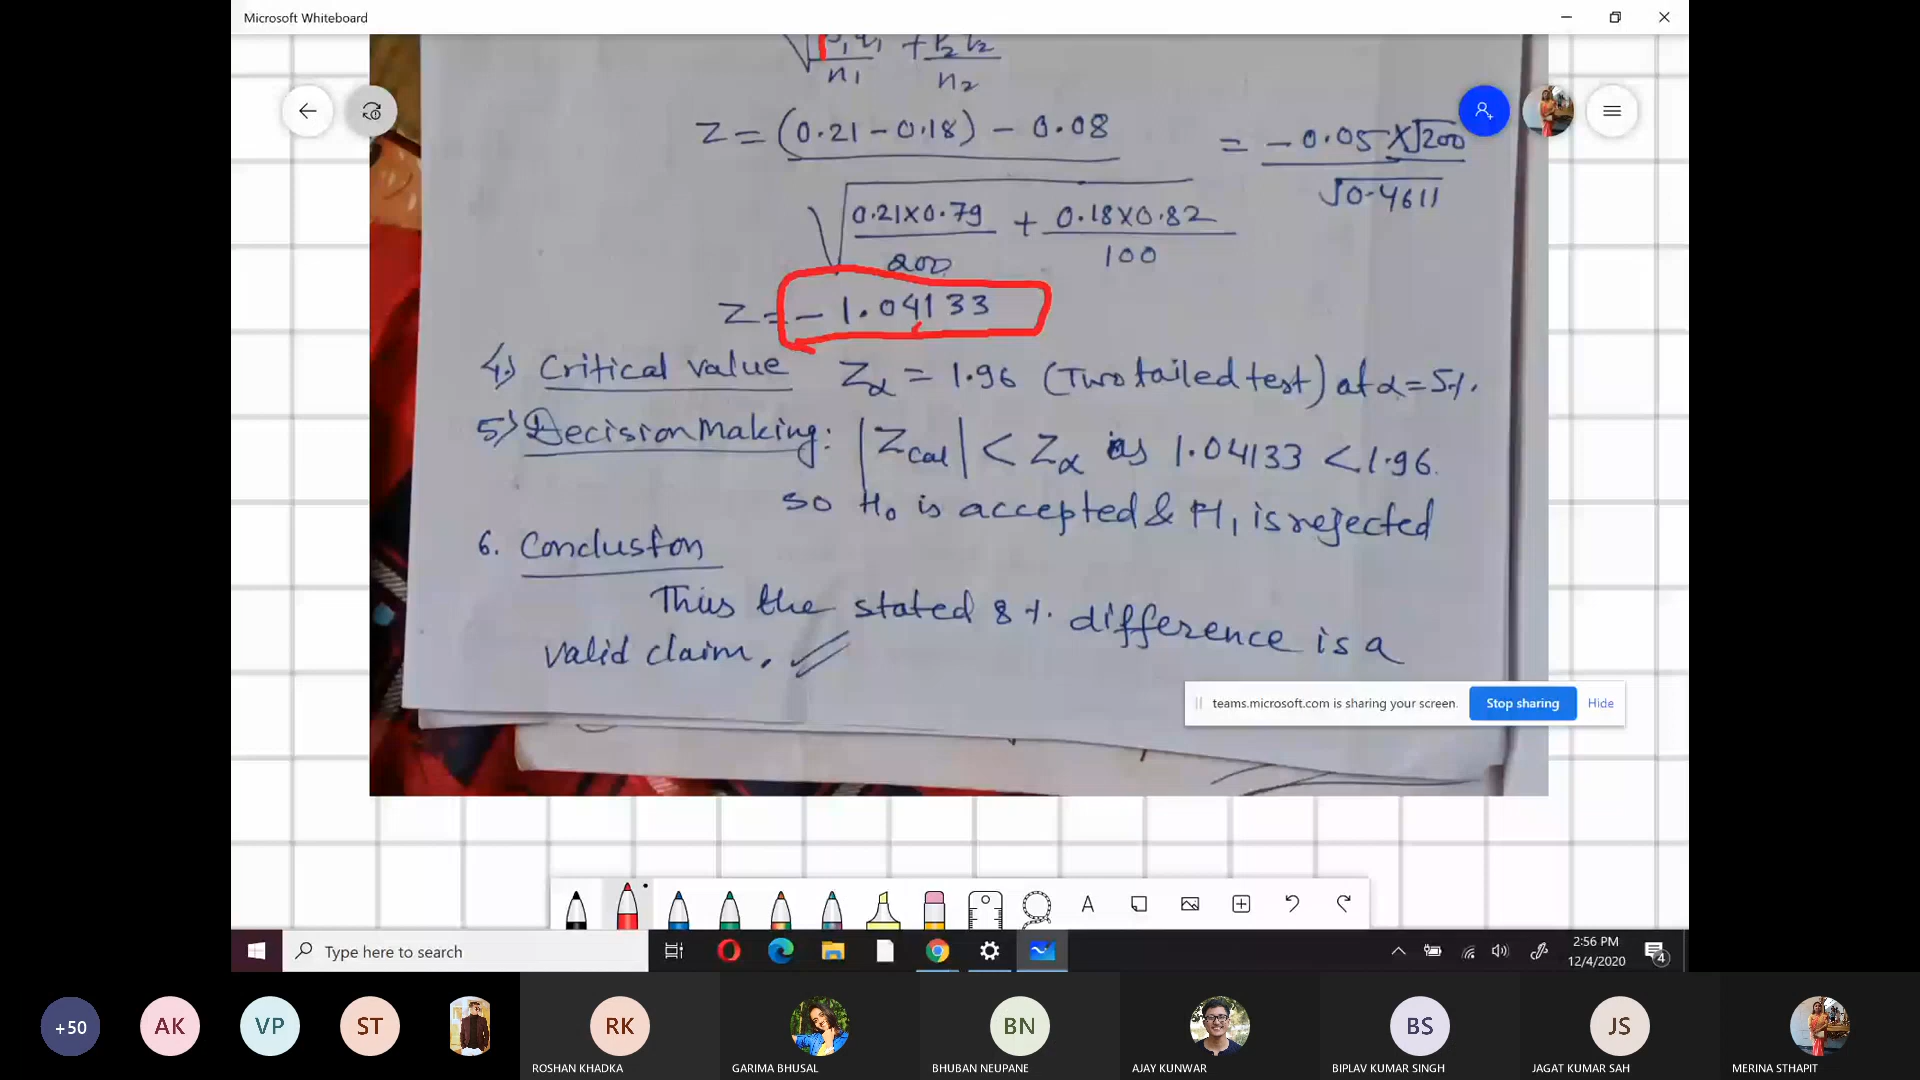 Microsoft Whiteboard
n₁ n₂
Z = (0.21 - 0.18) - 0.08 = - 0.05 × √200
√0.4611
0.21×0.79 + 0.18×0.82
200 100
Z = - 1.04133
4.) Critical value Zα = 1.96 (Two tailed test) at α = 5%.
5) Decision Making: |Zcal| < Zα as 1.04133 < 1.96.
so H₀ is accepted & H₁ is rejected
6. Conclusion
Thus the stated 8%. difference is a
valid claim.
teams.microsoft.com is sharing your screen. Stop sharing Hide
A
Type here to search
2:56 PM
12/4/2020
4
+50 AK VP ST RK BN BS JS
ROSHAN KHADKA GARIMA BHUSAL BHUBAN NEUPANE AJAY KUNWAR BIPLAV KUMAR SINGH JAGAT KUMAR SAH MERINA STHAPIT